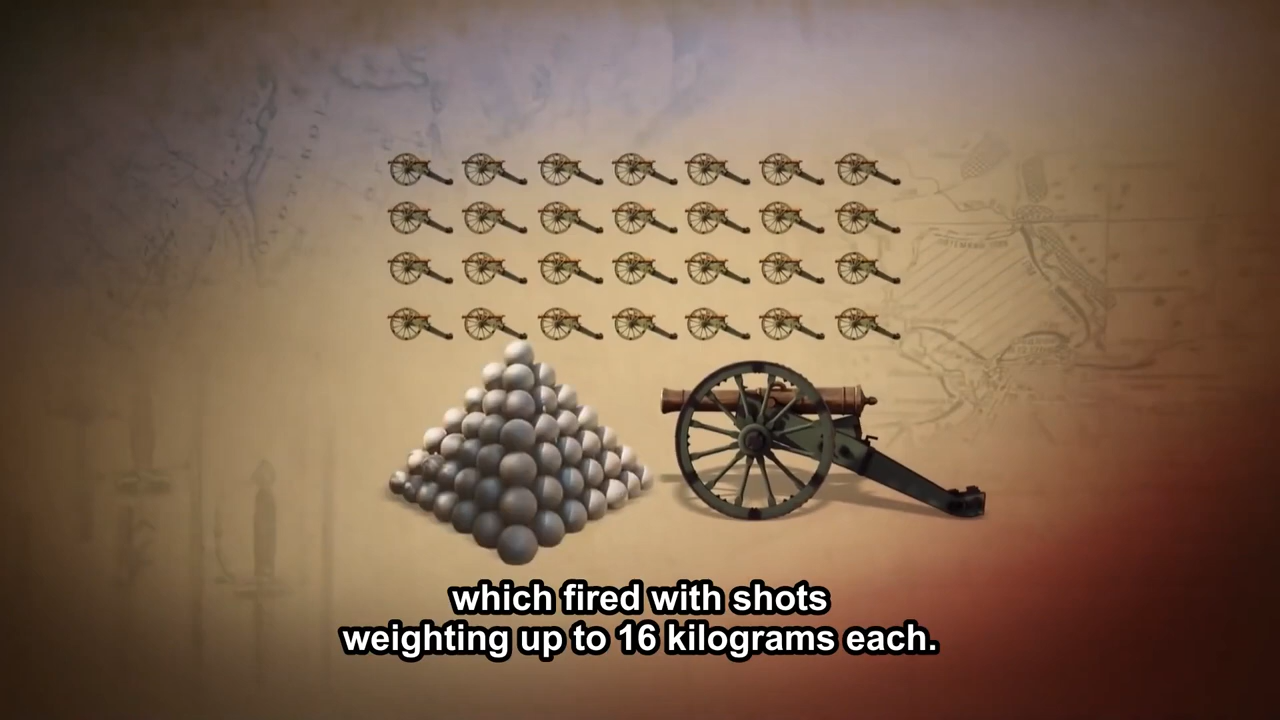 which fired with shots
weighting up to 16 kilograms each.